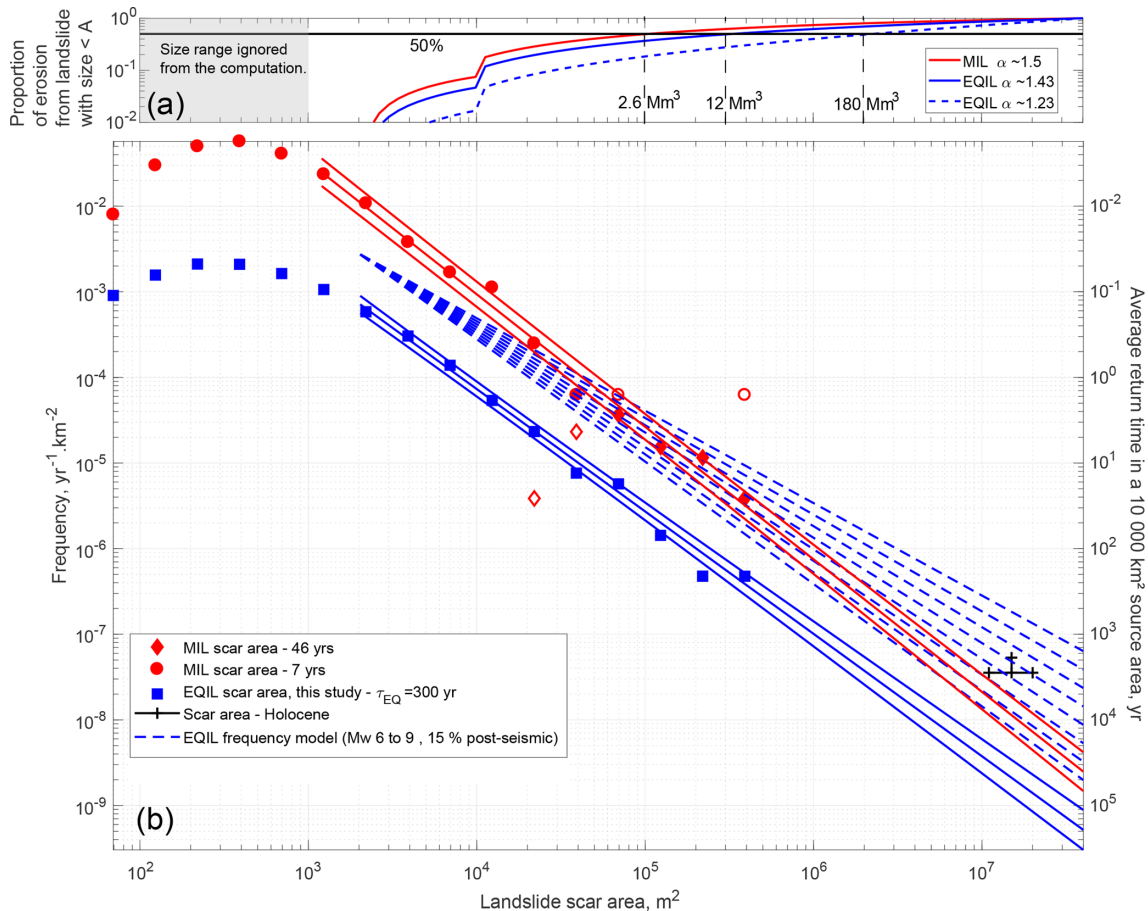 Proportion
of erosion
from landslide
with size < A
10^0
10^-1
10^-2
Size range ignored
from the computation.
(a)
50%
2.6 Mm^3
12 Mm^3
180 Mm^3
MIL α ~1.5
EQIL α ~1.43
EQIL α ~1.23
Frequency, yr^-1.km^-2
10^-2
10^-3
10^-4
10^-5
10^-6
10^-7
10^-8
10^-9
10^-2
10^-1
10^0
10^1
10^2
10^3
10^4
10^5
Average return time in a 10 000 km² source area, yr
MIL scar area - 46 yrs
MIL scar area - 7 yrs
EQIL scar area, this study - τ_EQ =300 yr
Scar area - Holocene
EQIL frequency model (Mw 6 to 9 , 15 % post-seismic)
(b)
10^2
10^3
10^4
10^5
10^6
10^7
Landslide scar area, m^2